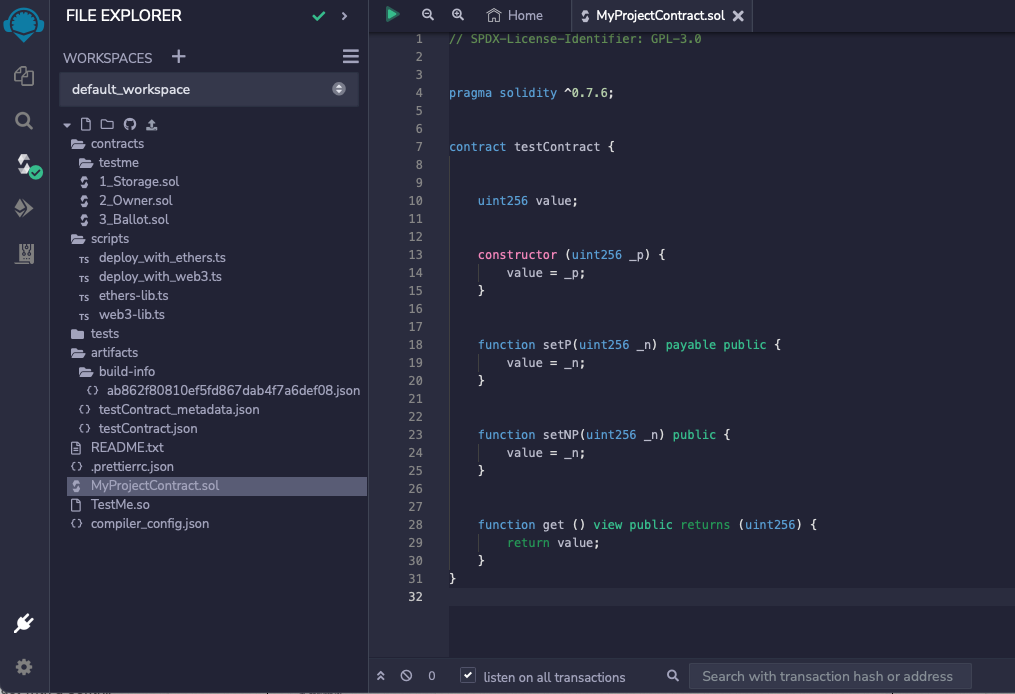 FILE EXPLORER
WORKSPACES
default_workspace
contracts
testme
1_Storage.sol
2_Owner.sol
3_Ballot.sol
scripts
TS deploy_with_ethers.ts
TS deploy_with_web3.ts
TS ethers-lib.ts
TS web3-lib.ts
tests
artifacts
build-info
ab862f80810ef5fd867dab4f7a6def08.json
testContract_metadata.json
testContract.json
README.txt
.prettierrc.json
MyProjectContract.sol
TestMe.so
compiler_config.json
Home MyProjectContract.sol
1 // SPDX-License-Identifier: GPL-3.0
2
3
4 pragma solidity ^0.7.6;
5
6
7 contract testContract {
8
9
10 uint256 value;
11
12
13 constructor (uint256 _p) {
14 value = _p;
15 }
16
17
18 function setP(uint256 _n) payable public {
19 value = _n;
20 }
21
22
23 function setNP(uint256 _n) public {
24 value = _n;
25 }
26
27
28 function get () view public returns (uint256) {
29 return value;
30 }
31 }
32
0 listen on all transactions Search with transaction hash or address